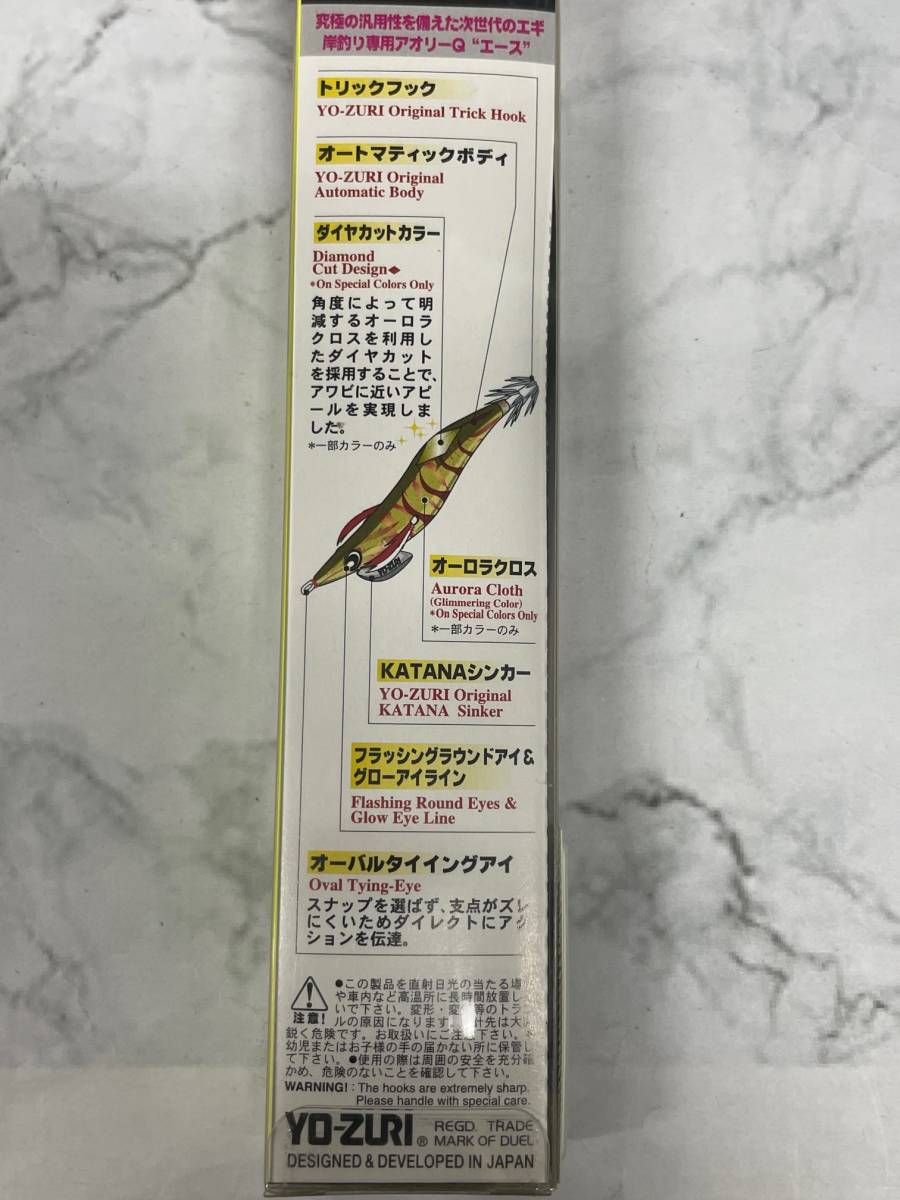 究極の汎用性を備えた次世代のエギ
岸釣り専用アオリーQ “エース”
トリックフック
YO-ZURI Original Trick Hook
オートマティックボディ
YO-ZURI Original
Automatic Body
ダイヤカットカラー
Diamond
Cut Design◆
*On Special Colors Only
角度によって明
減するオーロラ
クロスを利用し
たダイヤカット
を採用することで、
アワビに近いアピ
ールを実現しま
した。
*一部カラーのみ
YO-ZURI
オーロラクロス
Aurora Cloth
(Glimmering Color)
*On Special Colors Only
*一部カラーのみ
KATANAシンカー
YO-ZURI Original
KATANA Sinker
フラッシングラウンドアイ&
グローアイライン
Flashing Round Eyes &
Glow Eye Line
オーバルタイイングアイ
Oval Tying-Eye
スナップを選ばず、支点がズレ
にくいためダイレクトにアク
ションを伝達。
注意!
●この製品を直射日光の当たる場
や車内など高温所に長時間放置し
いで下さい。変形・変 等のトラ
ルの原因になります。 針先は大
鋭く危険です。お取扱いにご注意下さい。
幼児またはお子様の手の届かない所に保管し
て下さい。●使用の際は周囲の安全を充分確
かめ、危険のないことを確認して下さい。
WARNING! : The hooks are extremely sharp.
Please handle with special care.
YO-ZURI ® REGD. TRADE
MARK OF DUEL
DESIGNED & DEVELOPED IN JAPAN